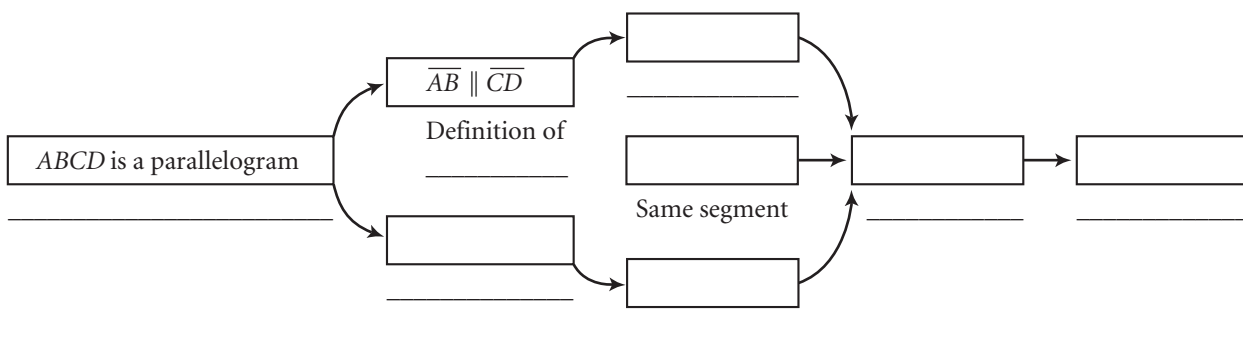 ABCD is a parallelogram
AB ∥ CD
Definition of
Same segment